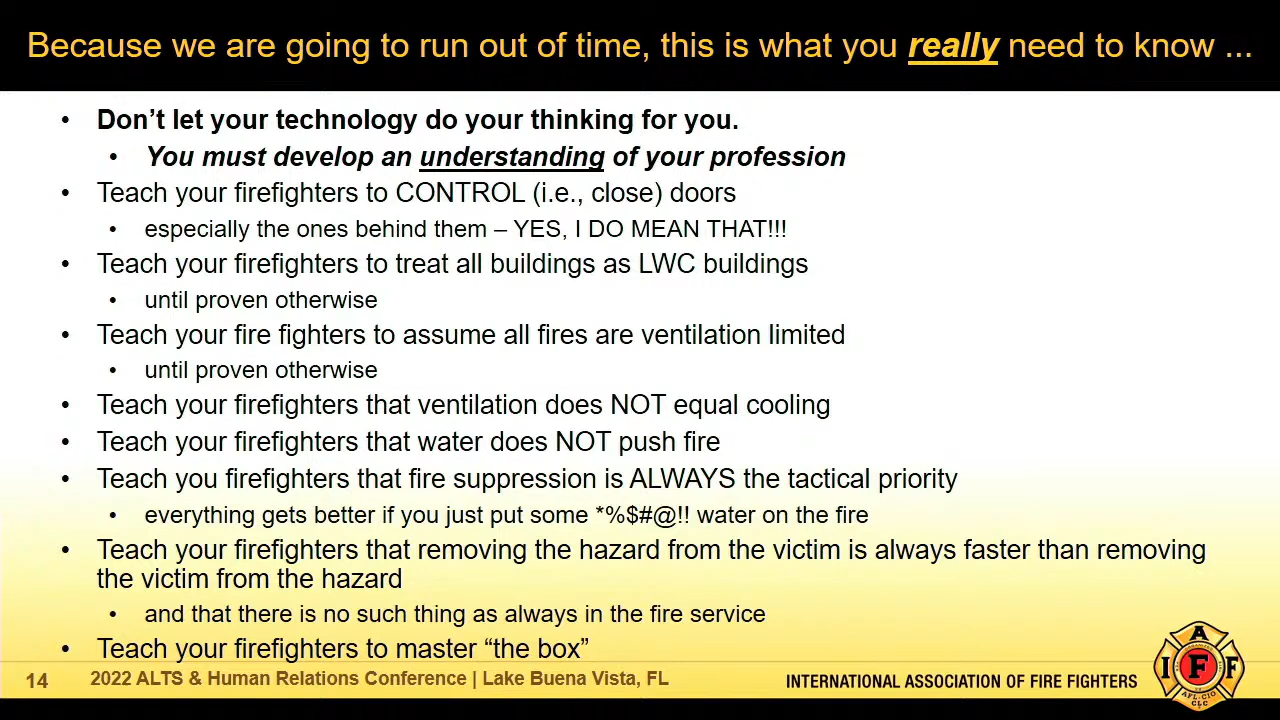 Because we are going to run out of time, this is what you really need to know ...
• Don’t let your technology do your thinking for you.
• You must develop an understanding of your profession
• Teach your firefighters to CONTROL (i.e., close) doors
• especially the ones behind them – YES, I DO MEAN THAT!!!
• Teach your firefighters to treat all buildings as LWC buildings
• until proven otherwise
• Teach your fire fighters to assume all fires are ventilation limited
• until proven otherwise
• Teach your firefighters that ventilation does NOT equal cooling
• Teach your firefighters that water does NOT push fire
• Teach you firefighters that fire suppression is ALWAYS the tactical priority
• everything gets better if you just put some *%$#@!! water on the fire
• Teach your firefighters that removing the hazard from the victim is always faster than removing
the victim from the hazard
• and that there is no such thing as always in the fire service
• Teach your firefighters to master “the box”
14
2022 ALTS & Human Relations Conference | Lake Buena Vista, FL
INTERNATIONAL ASSOCIATION OF FIRE FIGHTERS
A
I F F
AFL-CIO
CLC